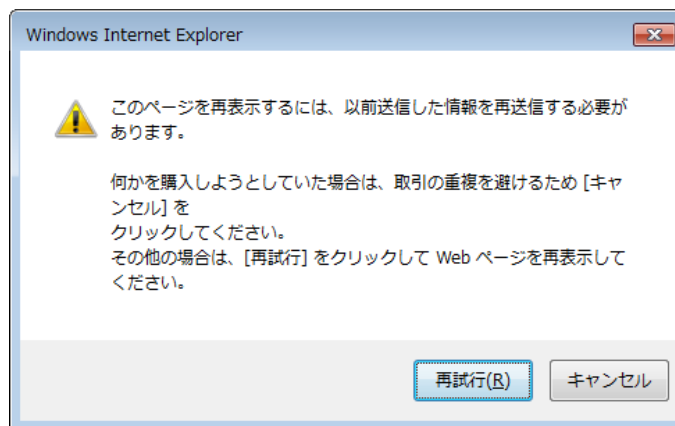 Windows Internet Explorer
このページを再表示するには、以前送信した情報を再送信する必要が
あります。
何かを購入しようとしていた場合は、取引の重複を避けるため [キャ
ンセル] を
クリックしてください。
その他の場合は、[再試行] をクリックして Web ページを再表示して
ください。
再試行(R)
キャンセル